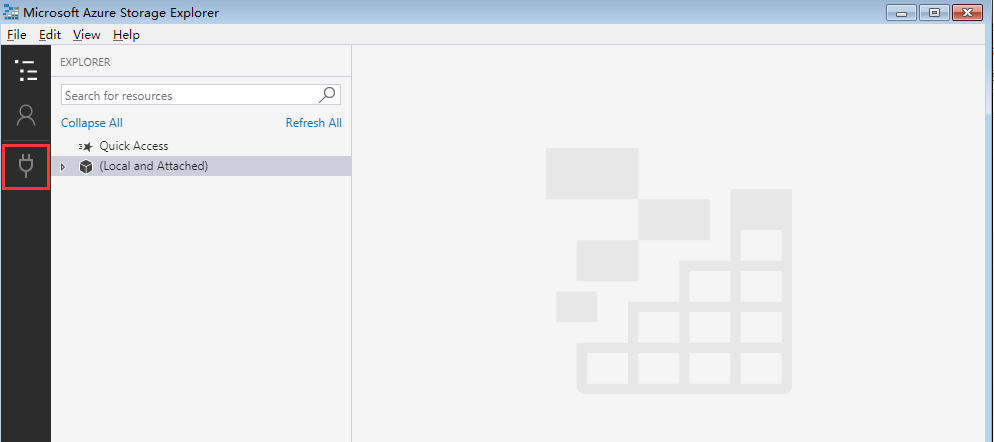 Microsoft Azure Storage Explorer
File Edit View Help
EXPLORER
Search for resources
Collapse All Refresh All
Quick Access
(Local and Attached)